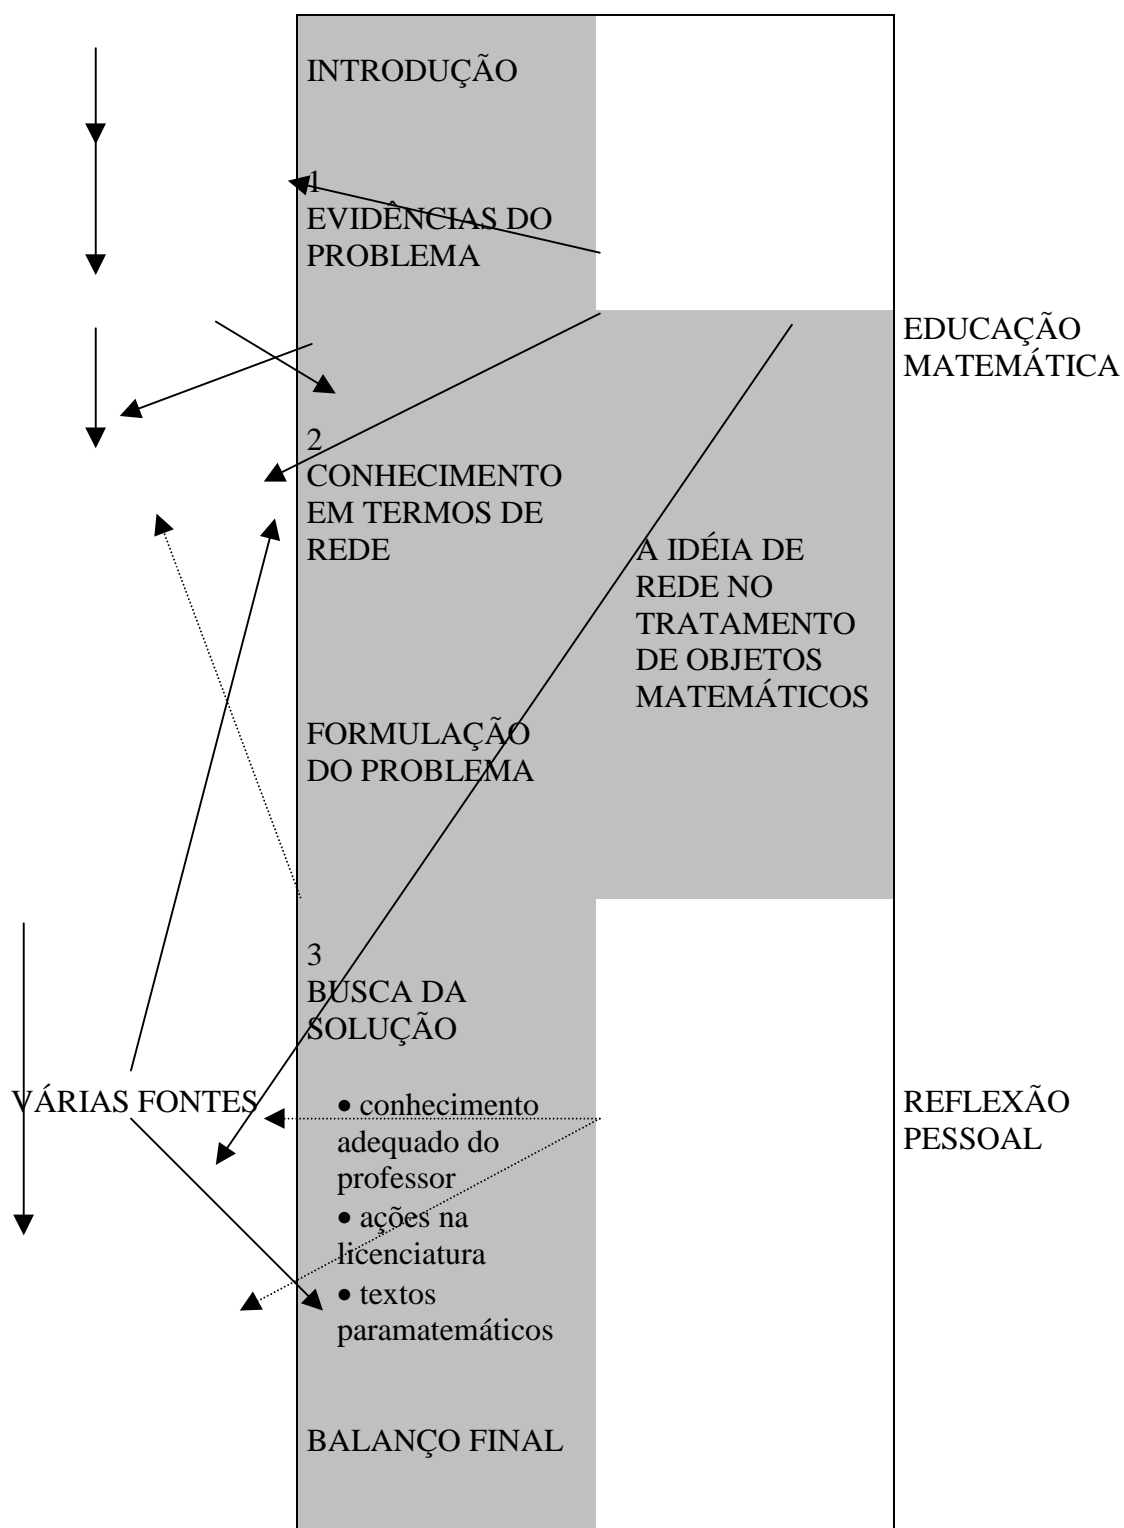 INTRODUÇÃO
1
EVIDÊNCIAS DO
PROBLEMA
EDUCAÇÃO
MATEMÁTICA
2
CONHECIMENTO
EM TERMOS DE
REDE
A IDÉIA DE
REDE NO
TRATAMENTO
DE OBJETOS
MATEMÁTICOS
FORMULAÇÃO
DO PROBLEMA
3
BUSCA DA
SOLUÇÃO
VÁRIAS FONTES
• conhecimento
adequado do
professor
• ações na
licenciatura
• textos
paramatemáticos
REFLEXÃO
PESSOAL
BALANÇO FINAL